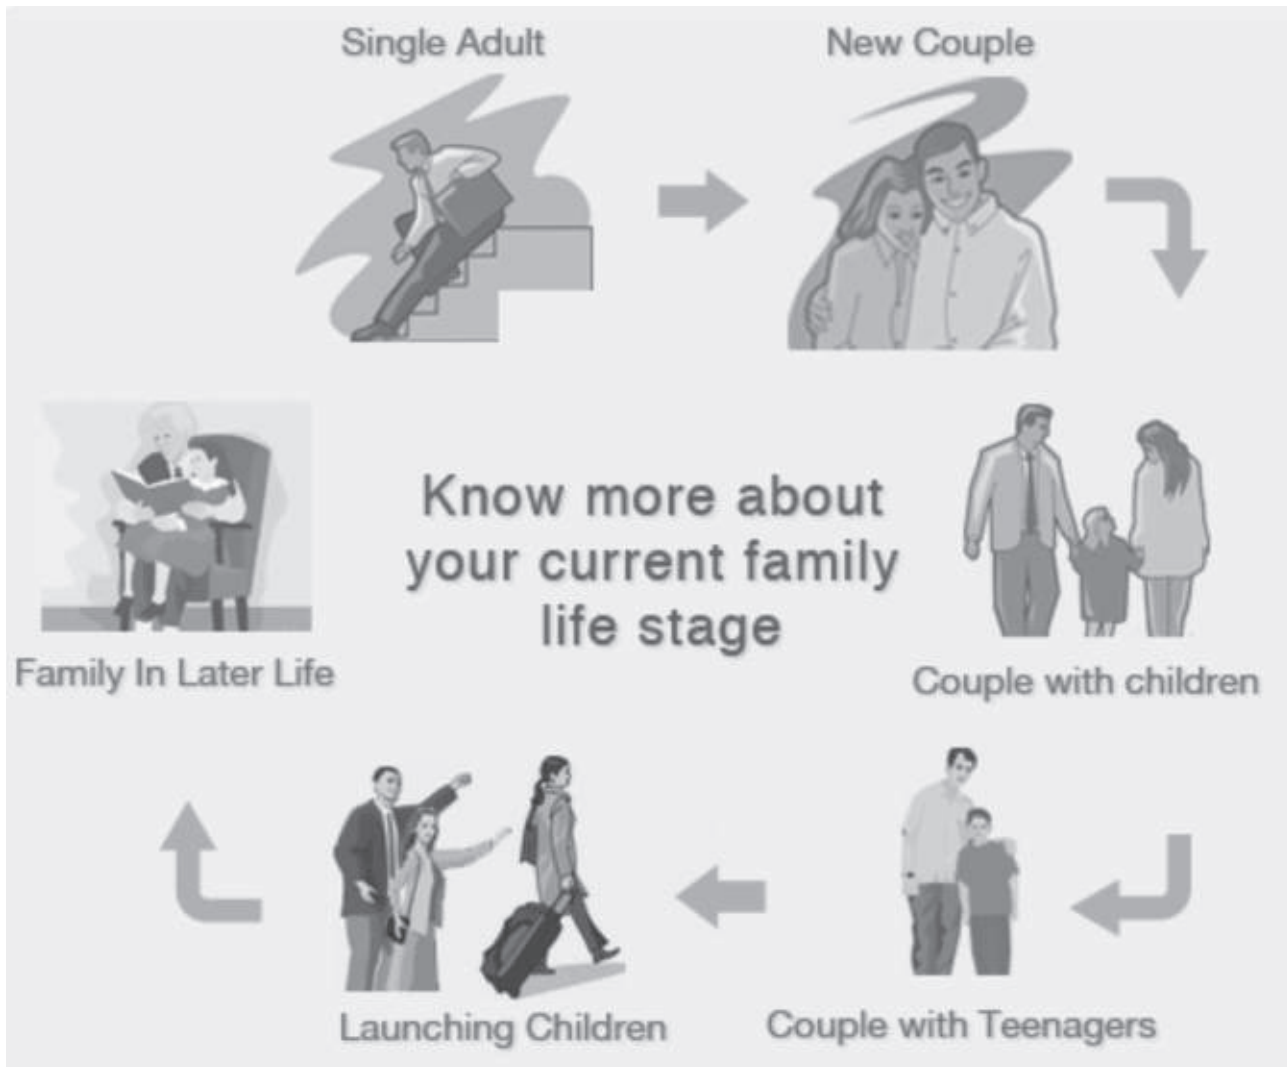 Single Adult
New Couple
Know more about
your current family
life stage
Family In Later Life
Couple with children
Launching Children
Couple with Teenagers